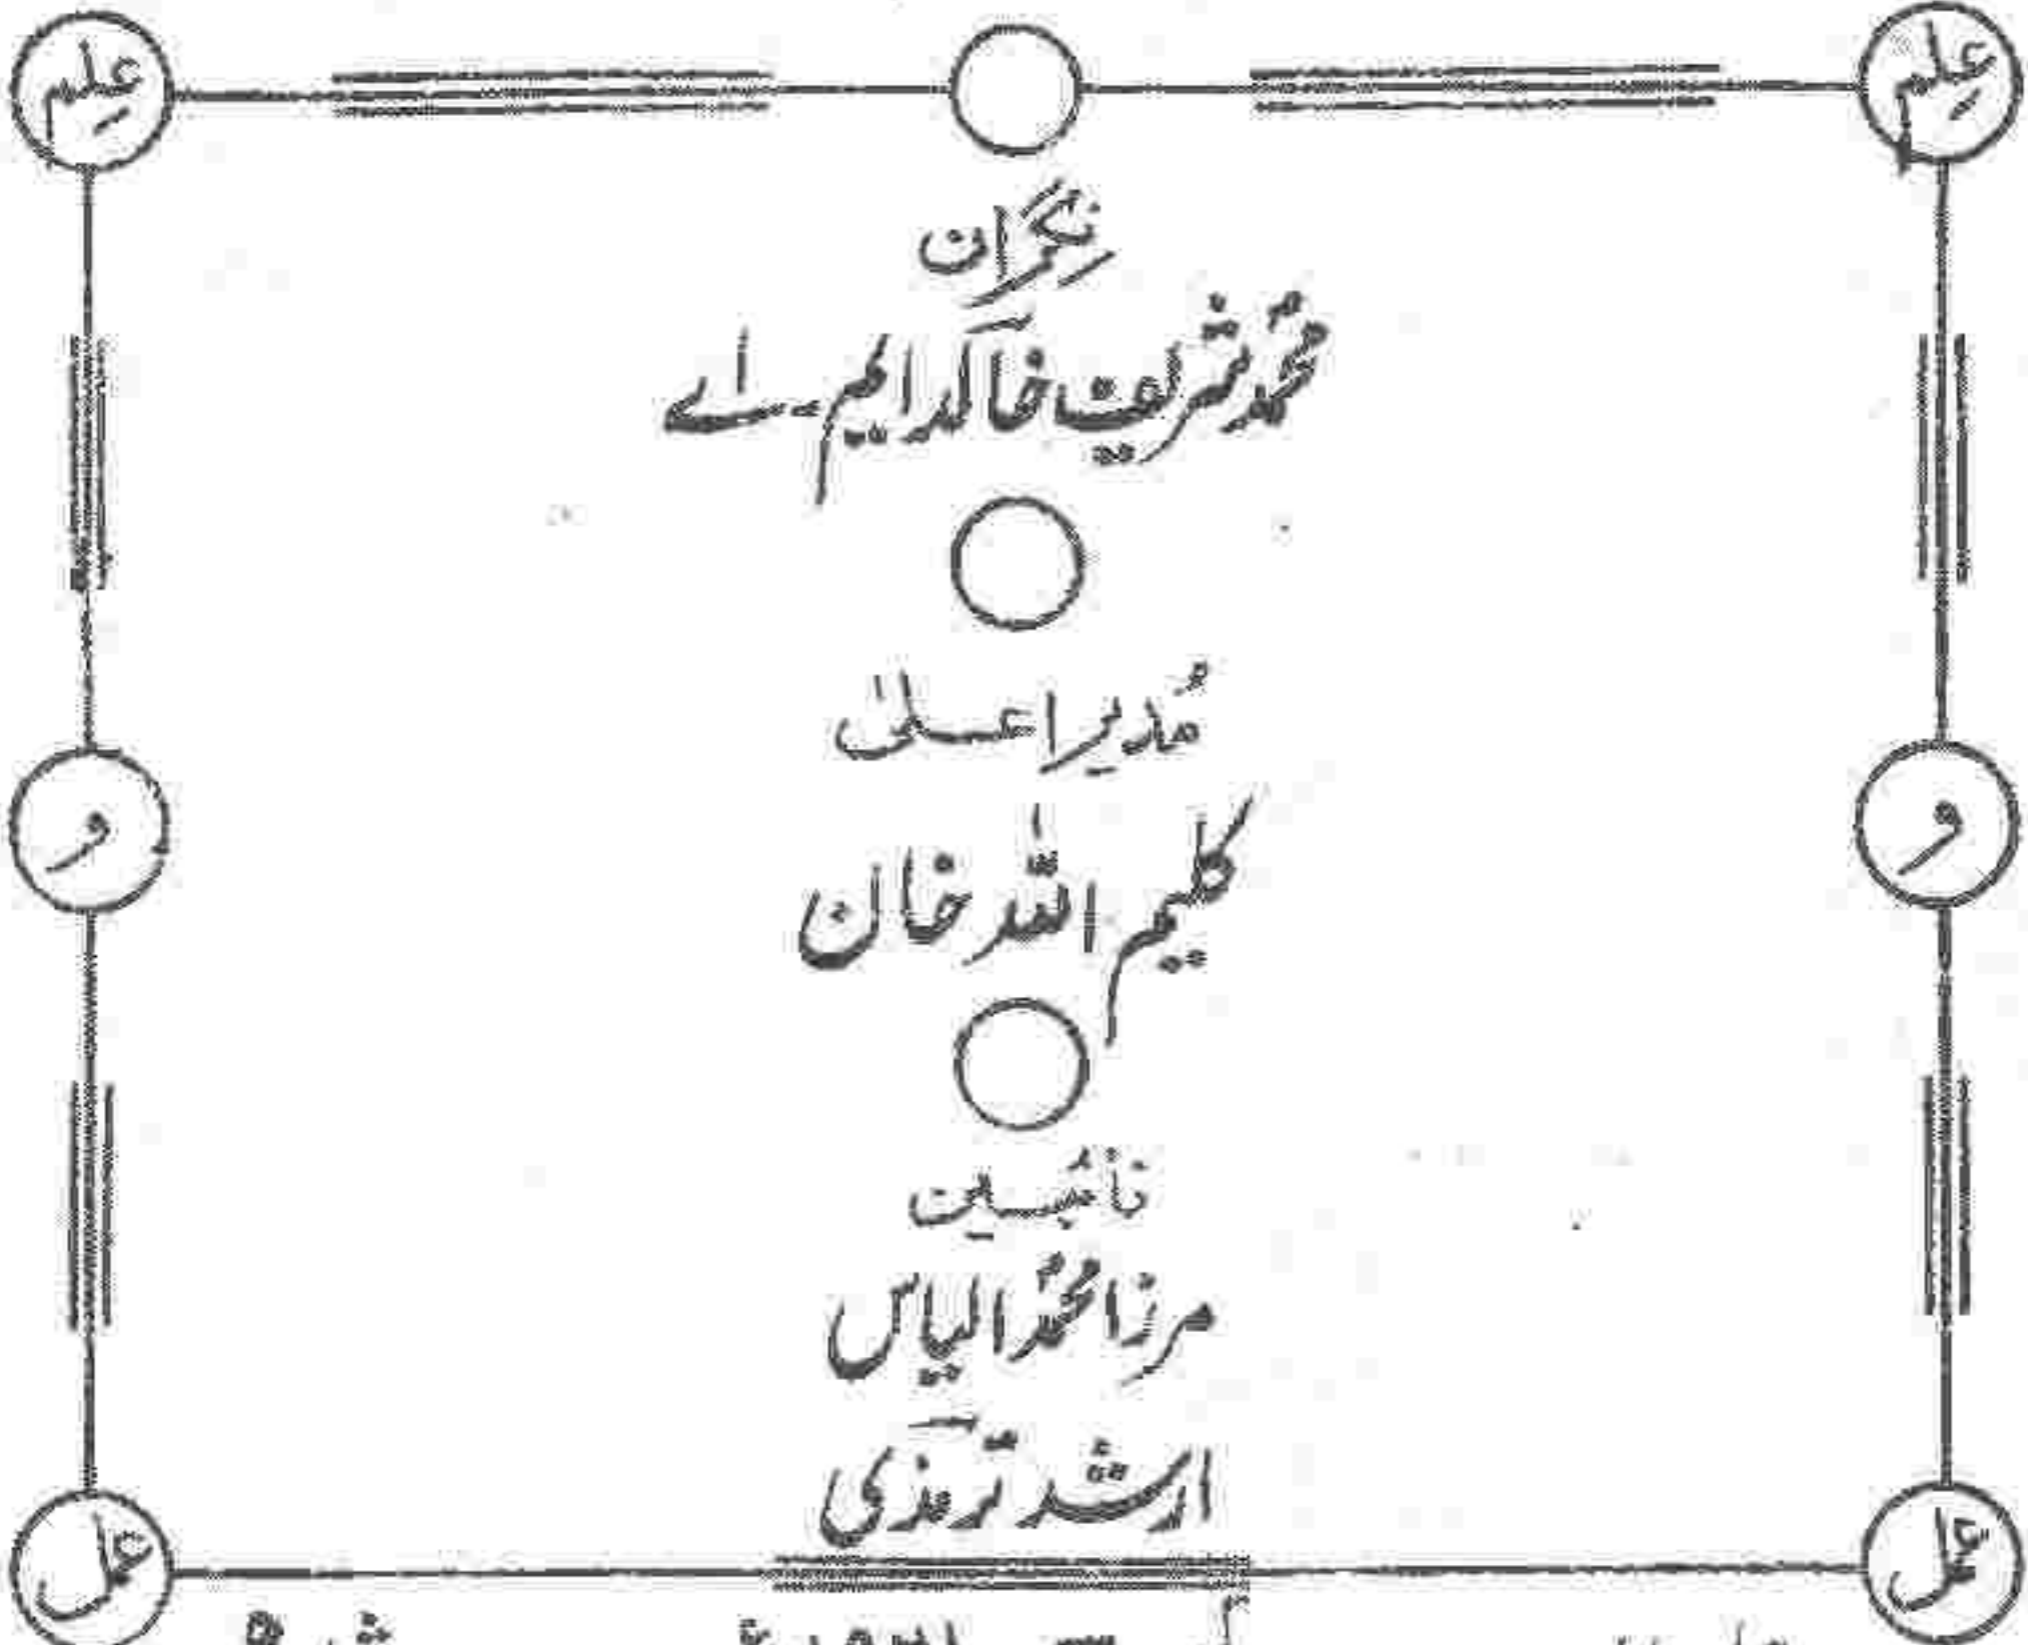 علم علم
نگران
محمد شریف خالد ایم۔اے
مُدیر اعلیٰ
و و
کلیم اللہ خان
نائبین
مرزا محمد الیاس
ارشد ترمذی
عمل عمل